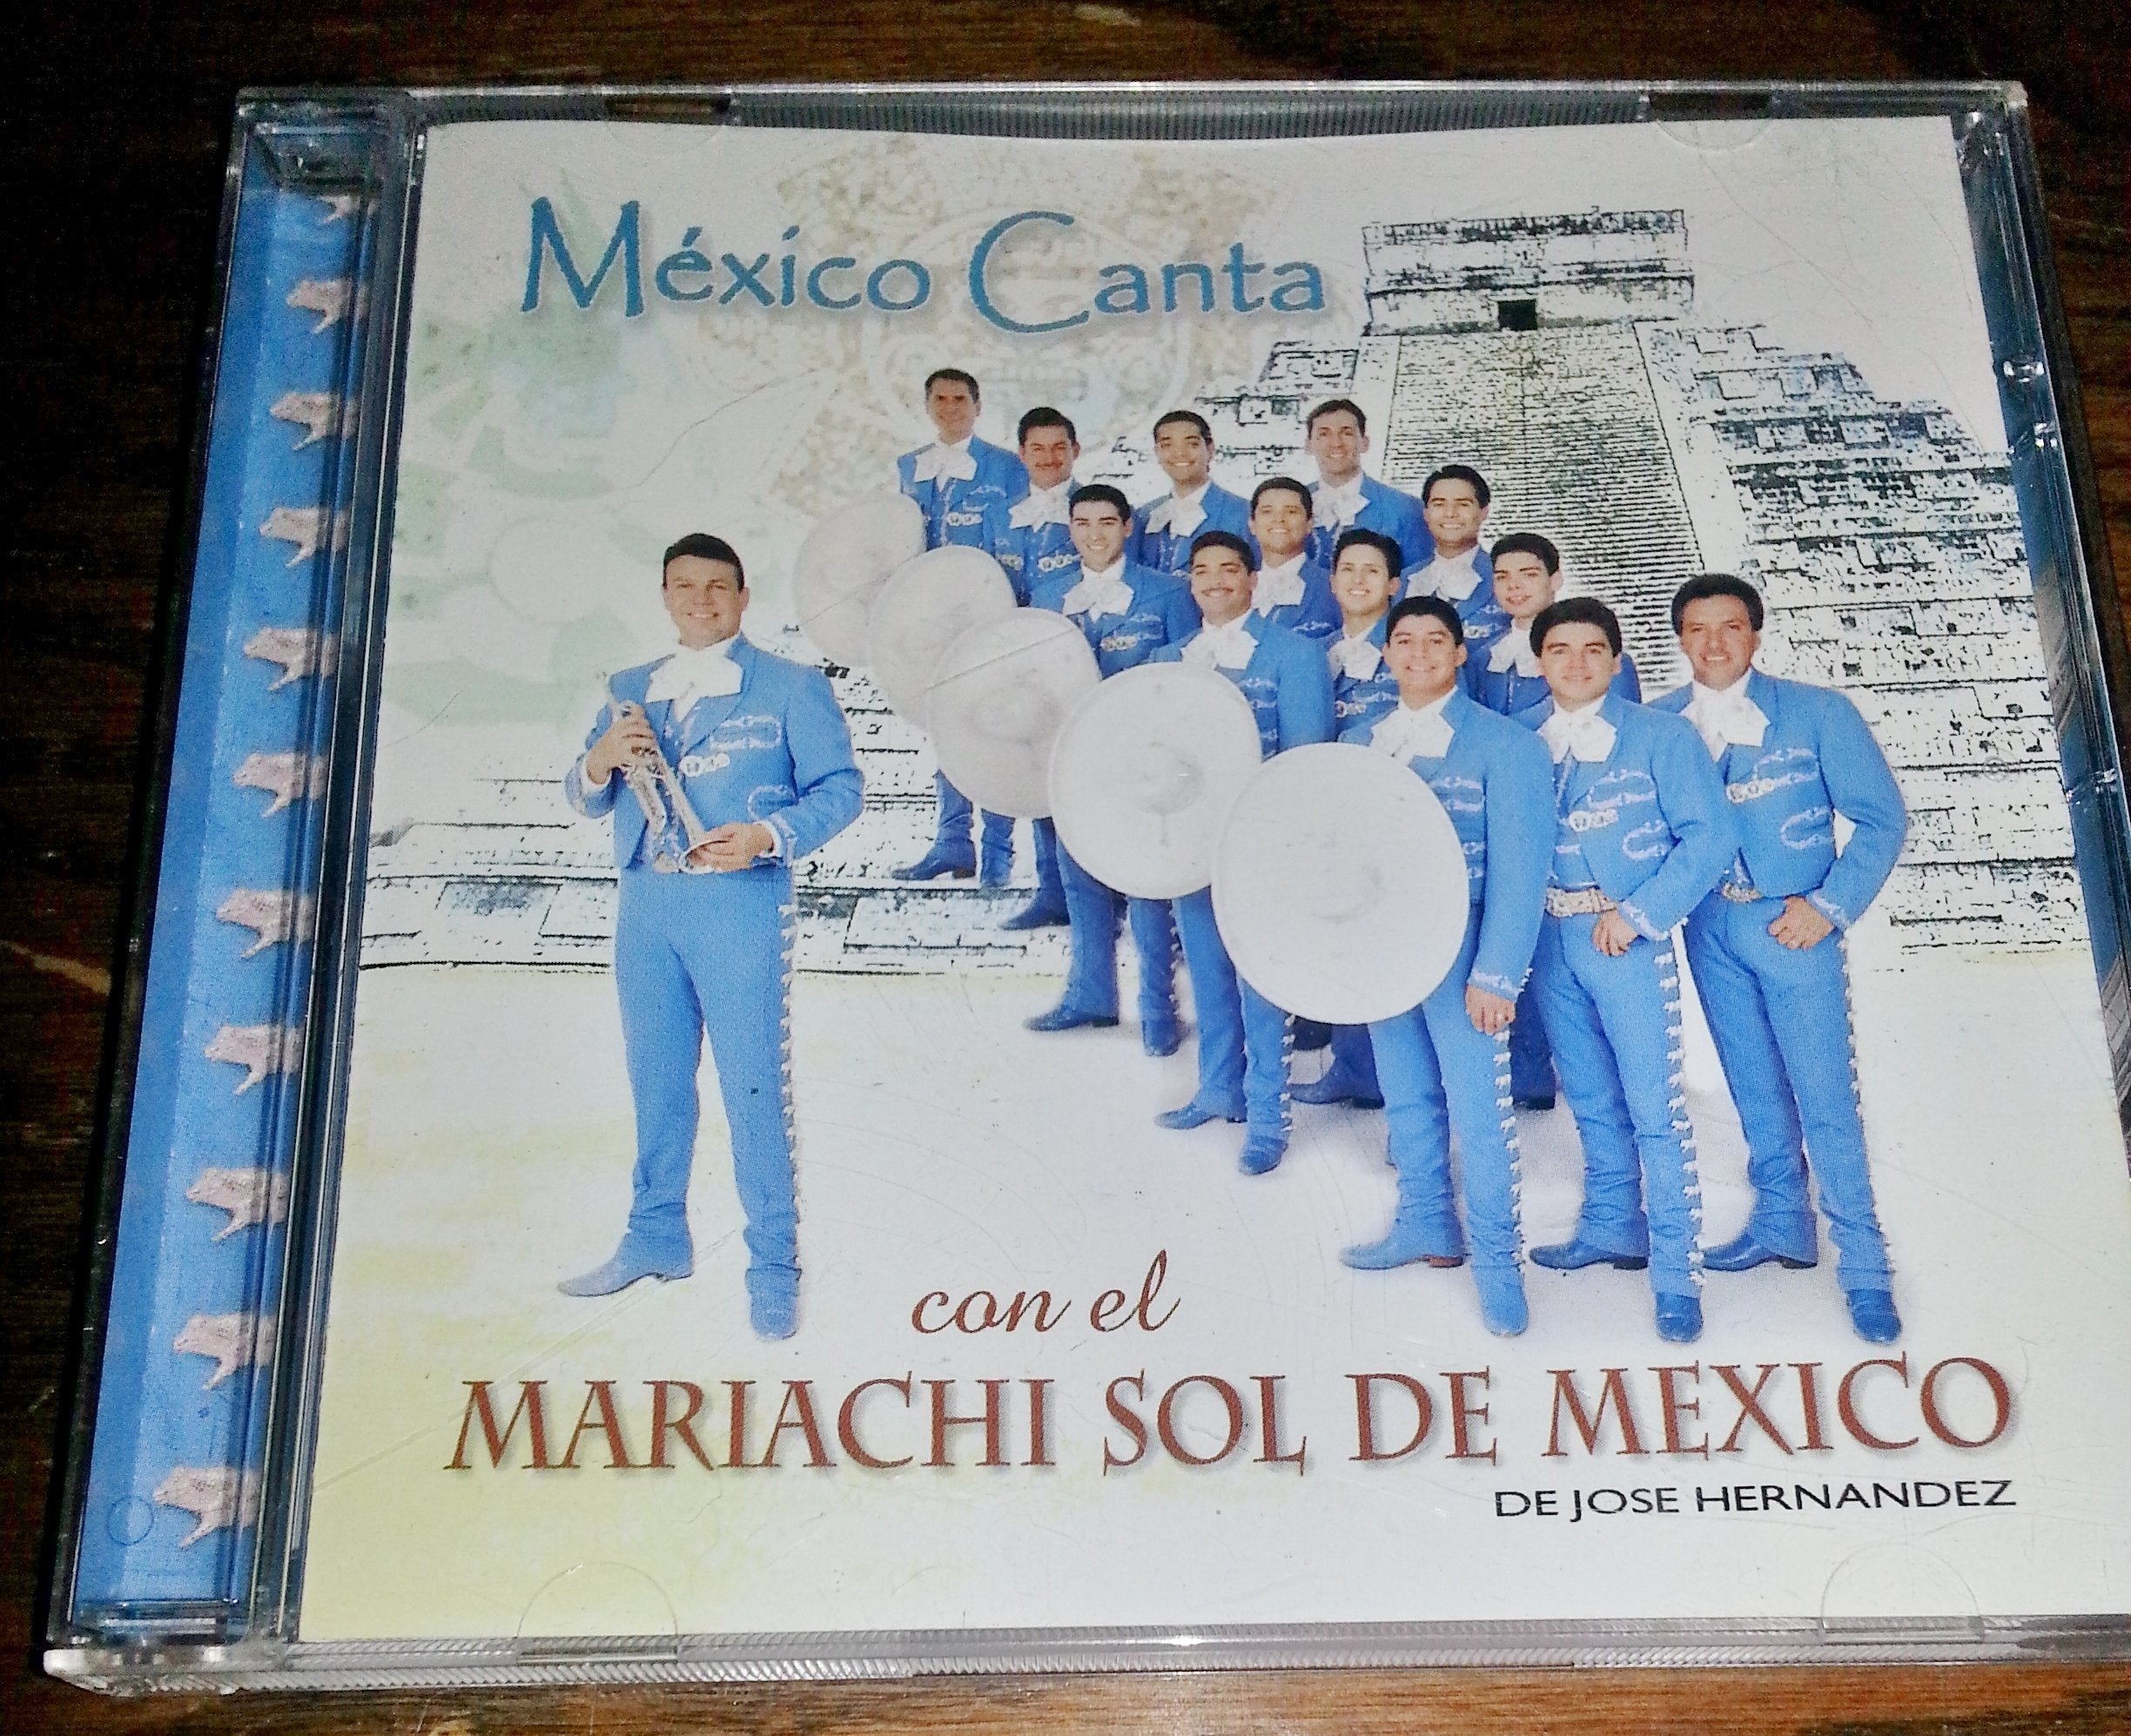 México Canta
con el
MARIACHI SOL DE MEXICO
DE JOSE HERNANDEZ